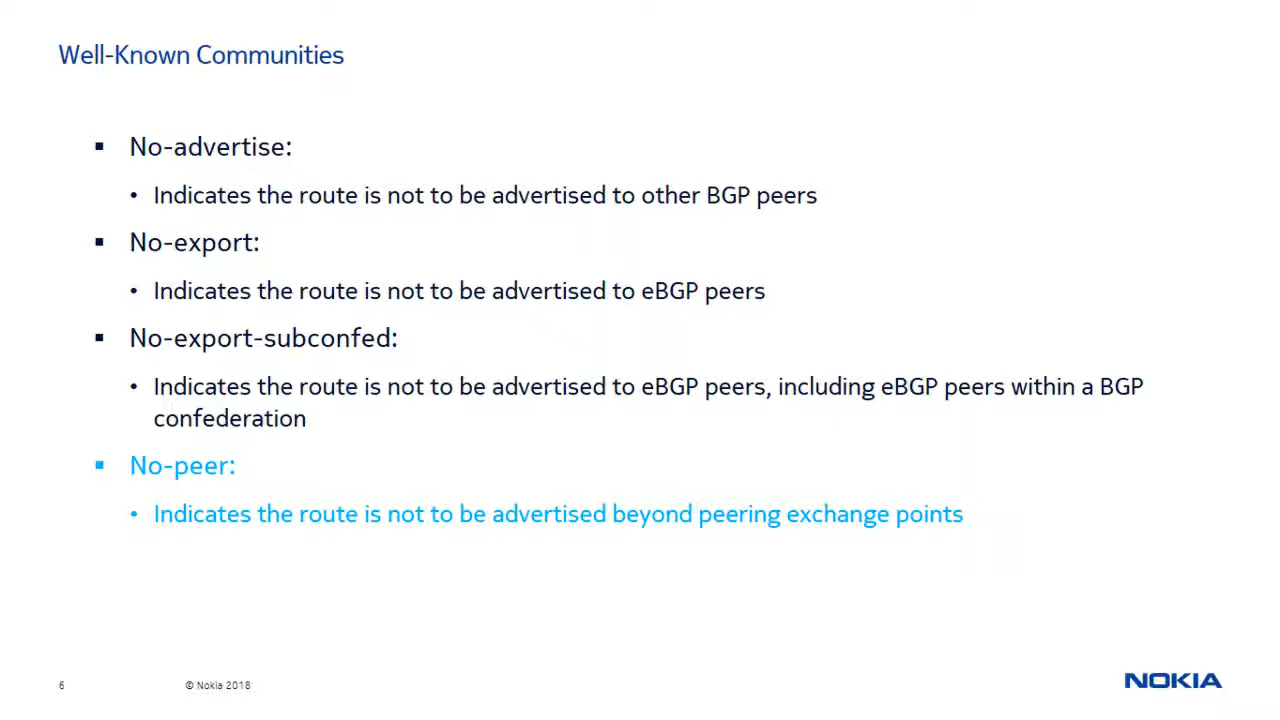 Well-Known Communities
▪ No-advertise:
• Indicates the route is not to be advertised to other BGP peers
▪ No-export:
• Indicates the route is not to be advertised to eBGP peers
▪ No-export-subconfed:
• Indicates the route is not to be advertised to eBGP peers, including eBGP peers within a BGP
confederation
▪ No-peer:
• Indicates the route is not to be advertised beyond peering exchange points
6 © Nokia 2018
NOKIA